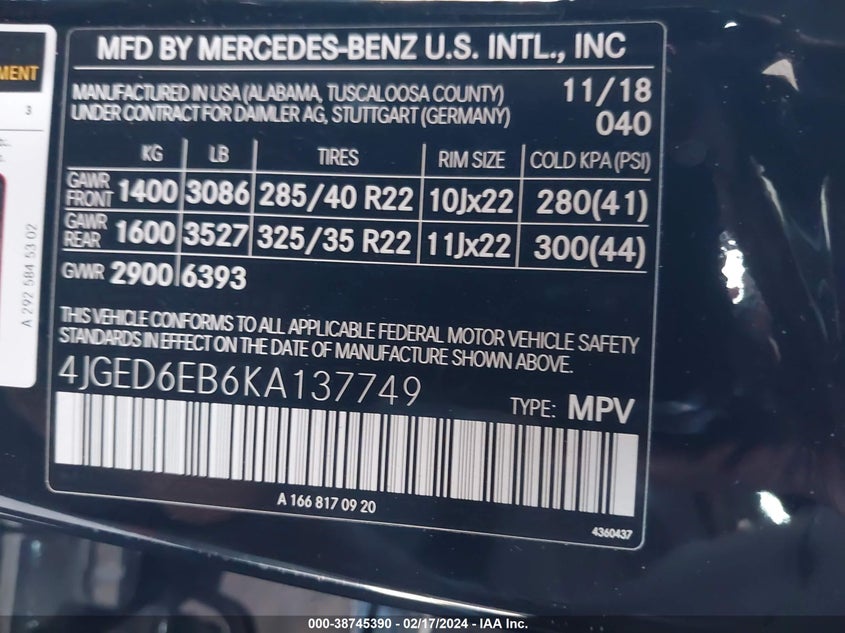 MENT
3
A 292 584 53 02
MFD BY MERCEDES-BENZ U.S. INTL., INC
MANUFACTURED IN USA (ALABAMA, TUSCALOOSA COUNTY) 11/18
UNDER CONTRACT FOR DAIMLER AG, STUTTGART (GERMANY) 040
KG LB TIRES RIM SIZE COLD KPA (PSI)
GAWR FRONT 1400 3086 285/40 R22 10Jx22 280(41)
GAWR REAR 1600 3527 325/35 R22 11Jx22 300(44)
GWR 2900 6393
THIS VEHICLE CONFORMS TO ALL APPLICABLE FEDERAL MOTOR VEHICLE SAFETY
STANDARDS IN EFFECT ON THE DATE OF MANUFACTURE SHOWN ABOVE.
4JGED6EB6KA137749
TYPE: MPV
A 166 817 09 20
4360437
000-38745390 - 02/17/2024 - IAAI Inc.